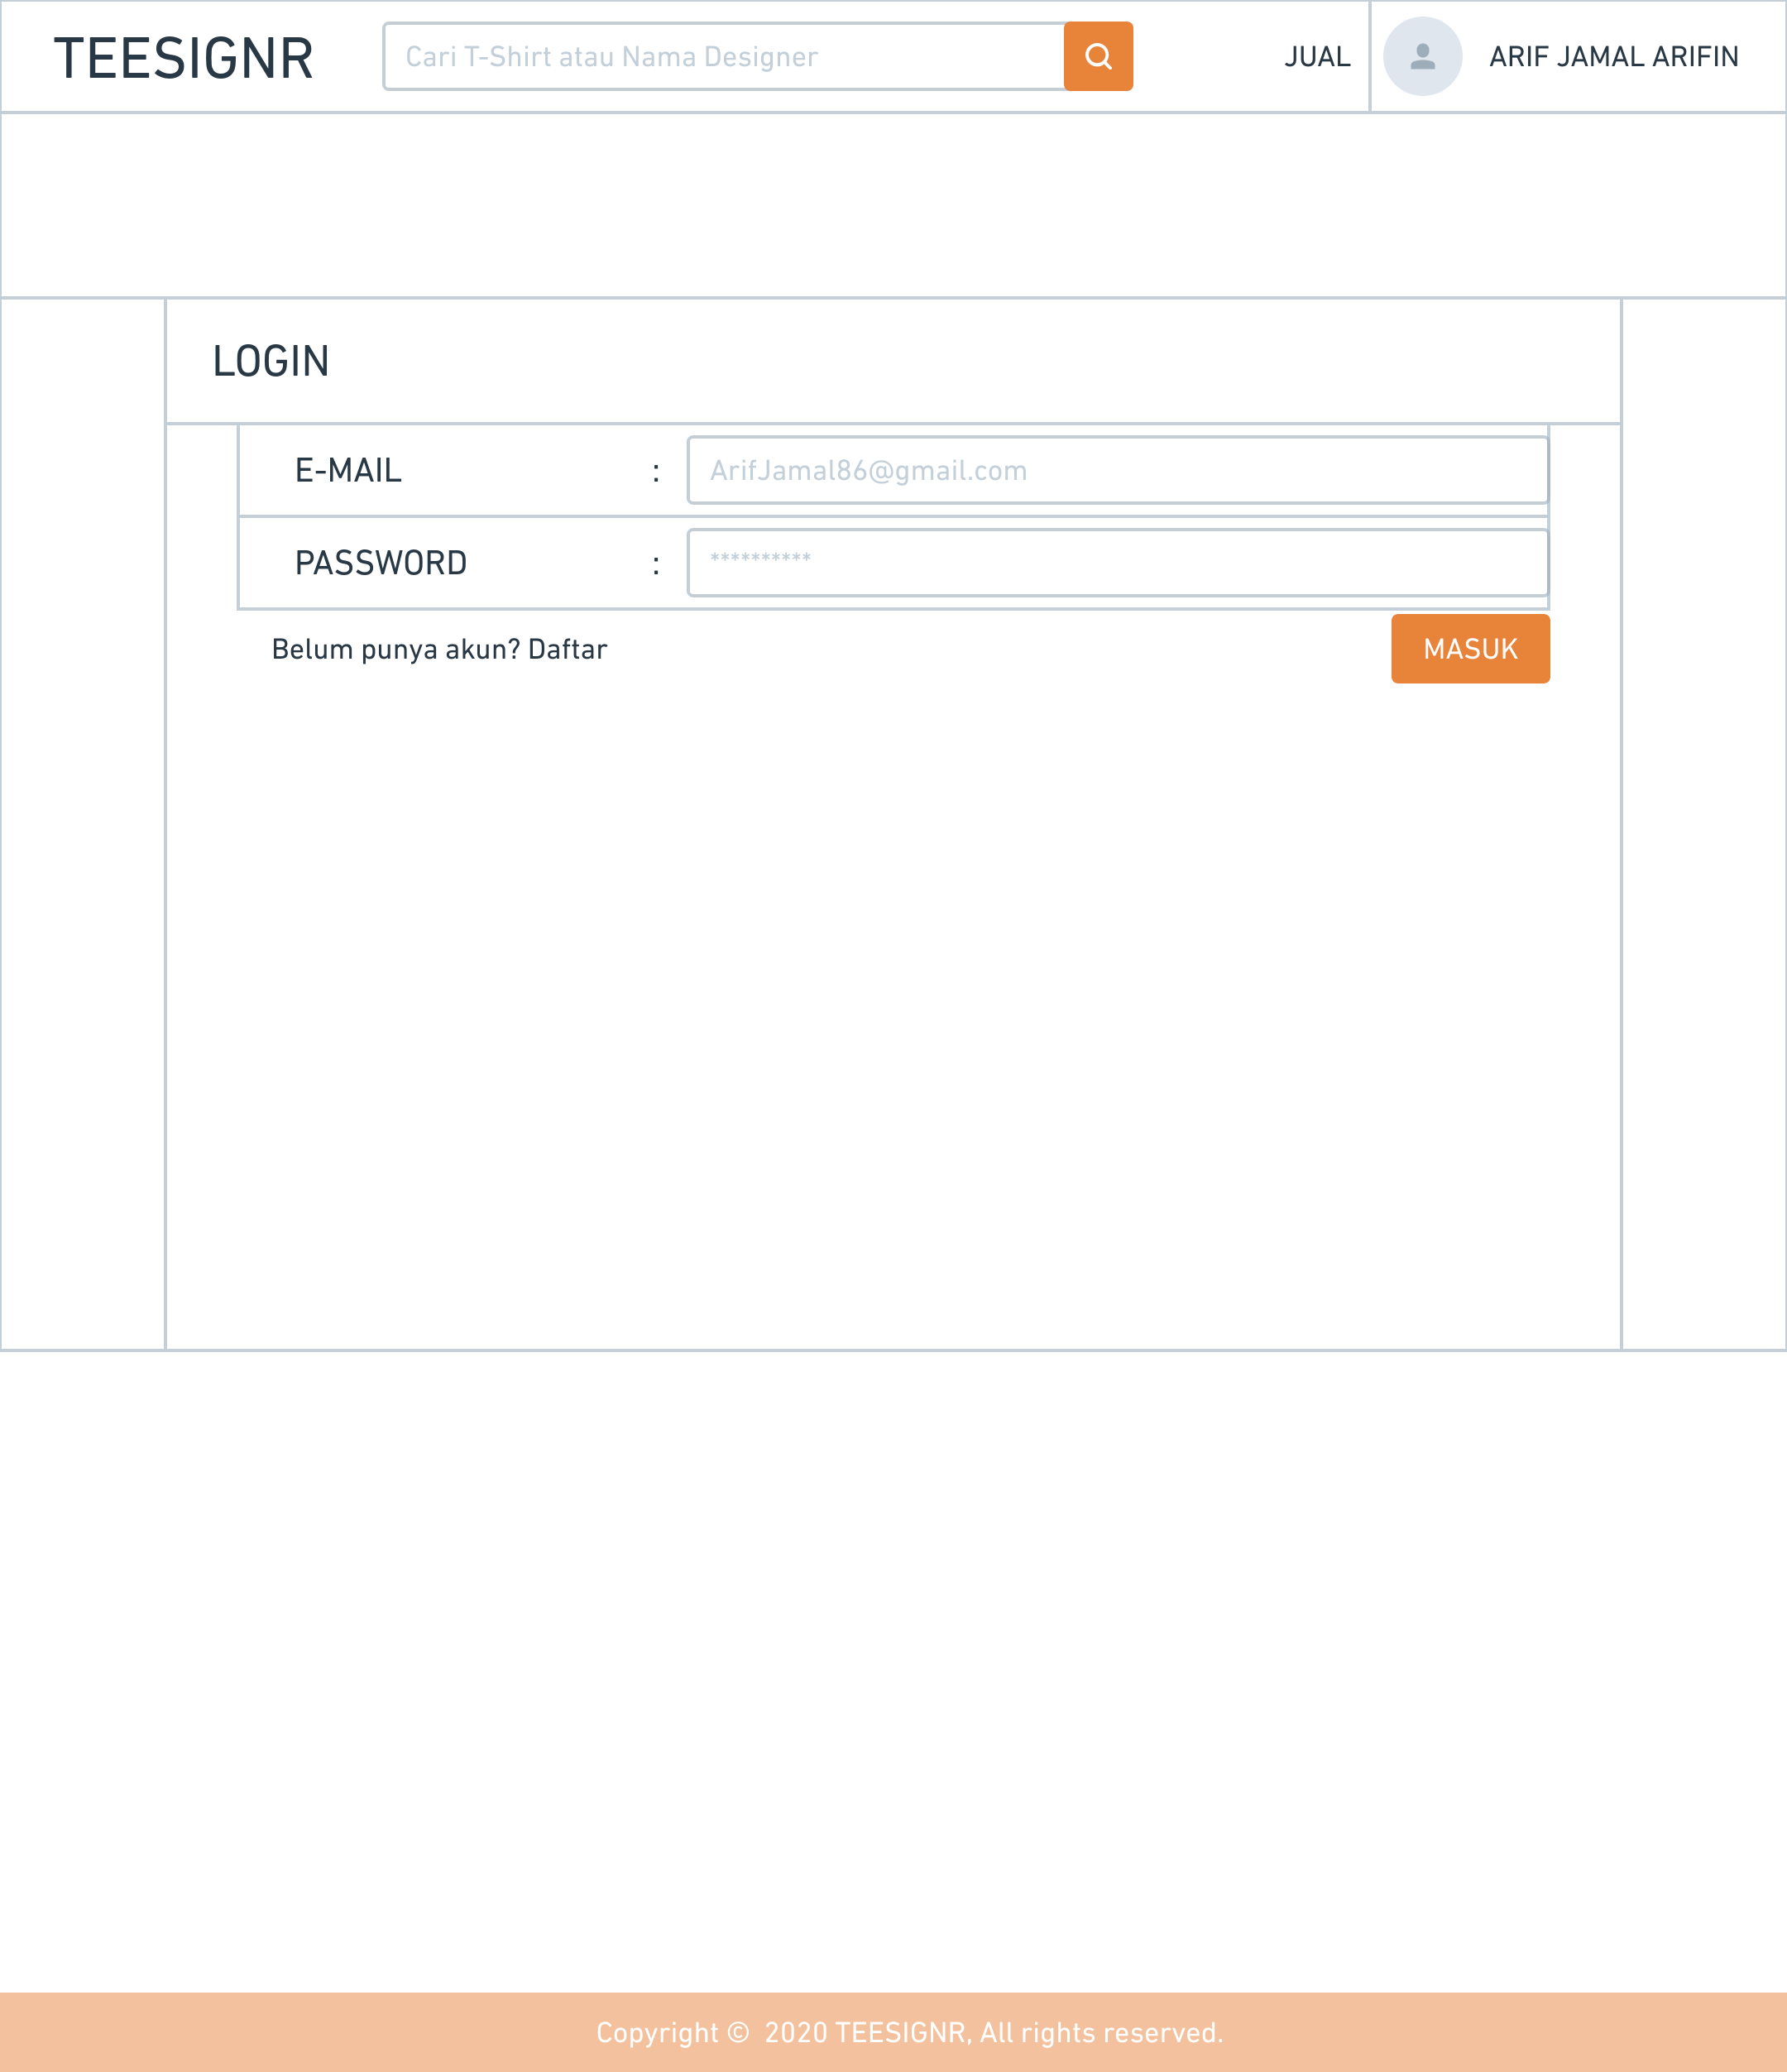 TEESIGNR
Cari T-Shirt atau Nama Designer
JUAL
ARIF JAMAL ARIFIN
LOGIN
E-MAIL : ArifJamal86@gmail.com
PASSWORD : **********
Belum punya akun? Daftar
MASUK
Copyright © 2020 TEESIGNR, All rights reserved.